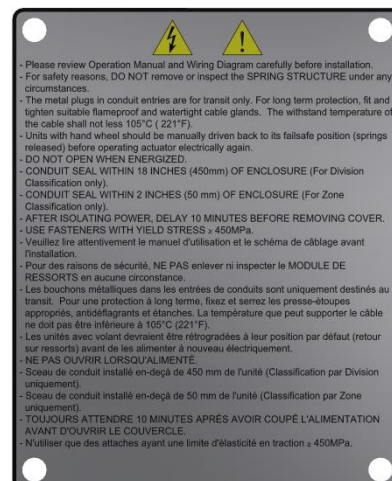 - Please review Operation Manual and Wiring Diagram carefully before installation.
- For safety reasons, DO NOT remove or inspect the SPRING STRUCTURE under any
circumstances.
- The metal plugs in conduit entries are for transit only. For long term protection, fit and
tighten suitable flameproof and watertight cable glands.  The withstand temperature of
the cable shall not less 105°C ( 221°F).
- Units with hand wheel should be manually driven back to its failsafe position (springs
released) before operating actuator electrically again.
- DO NOT OPEN WHEN ENERGIZED.
- CONDUIT SEAL WITHIN 18 INCHES (450mm) OF ENCLOSURE (For Division
Classification only).
- CONDUIT SEAL WITHIN 2 INCHES (50 mm) OF ENCLOSURE (For Zone
Classification only).
- AFTER ISOLATING POWER, DELAY 10 MINUTES BEFORE REMOVING COVER.
- USE FASTENERS WITH YIELD STRESS ≥ 450MPa.
- Veuillez lire attentivement le manuel d'utilisation et le schéma de câblage avant
l'installation.
- Pour des raisons de sécurité, NE PAS enlever ni inspecter le MODULE DE
RESSORTS en aucune circonstance.
- Les bouchons métalliques dans les entrées de conduits sont uniquement destinés au
transit.  Pour une protection à long terme, fixez et serrez les presse-étoupes
appropriés, antidéflagrants et étanches. La température que peut supporter le câble
ne doit pas être inférieure à 105°C (221°F).
- Les unités avec volant devraient être rétrogradées à leur position par défaut (retour
sur ressorts) avant de les alimenter à nouveau électriquement.
- NE PAS OUVRIR LORSQU'ALIMENTÉ.
- Sceau de conduit installé en-deçà de 450 mm de l'unité (Classification par Division
uniquement).
- Sceau de conduit installé en-deçà de 50 mm de l'unité (Classification par Zone
uniquement).
- TOUJOURS ATTENDRE 10 MINUTES APRÈS AVOIR COUPÉ L'ALIMENTATION
AVANT D'OUVRIR LE COUVERCLE.
- N'utiliser que des attaches ayant une limite d'élasticité en traction ≥ 450MPa.